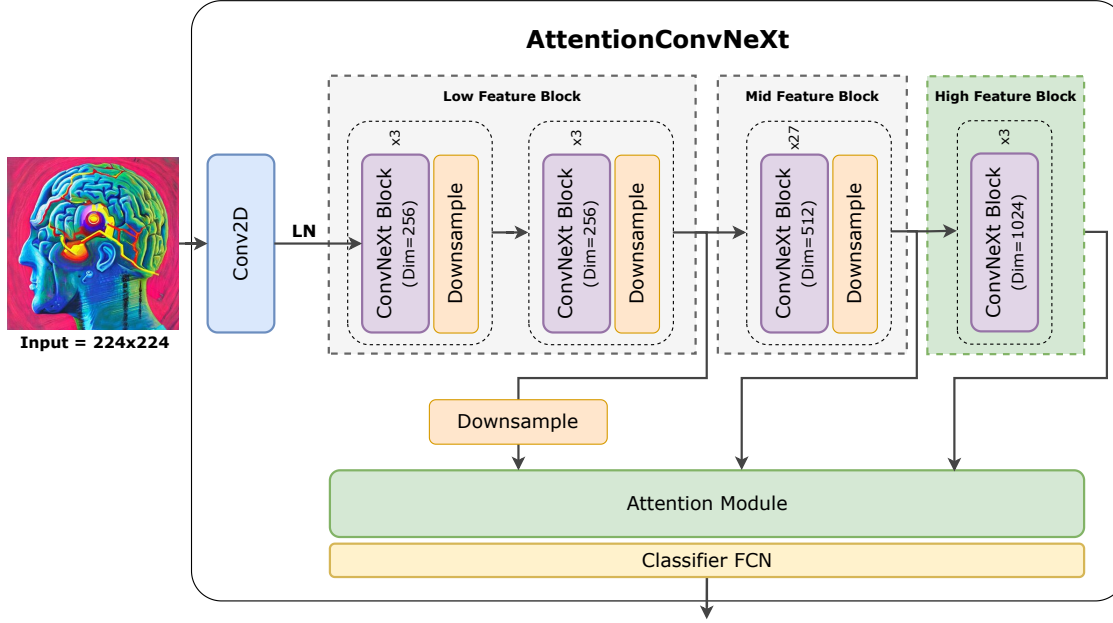 AttentionConvNeXt
Low Feature Block
Mid Feature Block
High Feature Block
Input = 224x224
Conv2D
LN
x3
ConvNeXt Block
(Dim=256)
Downsample
x3
ConvNeXt Block
(Dim=256)
Downsample
x27
ConvNeXt Block
(Dim=512)
Downsample
x3
ConvNeXt Block
(Dim=1024)
Downsample
Attention Module
Classifier FCN